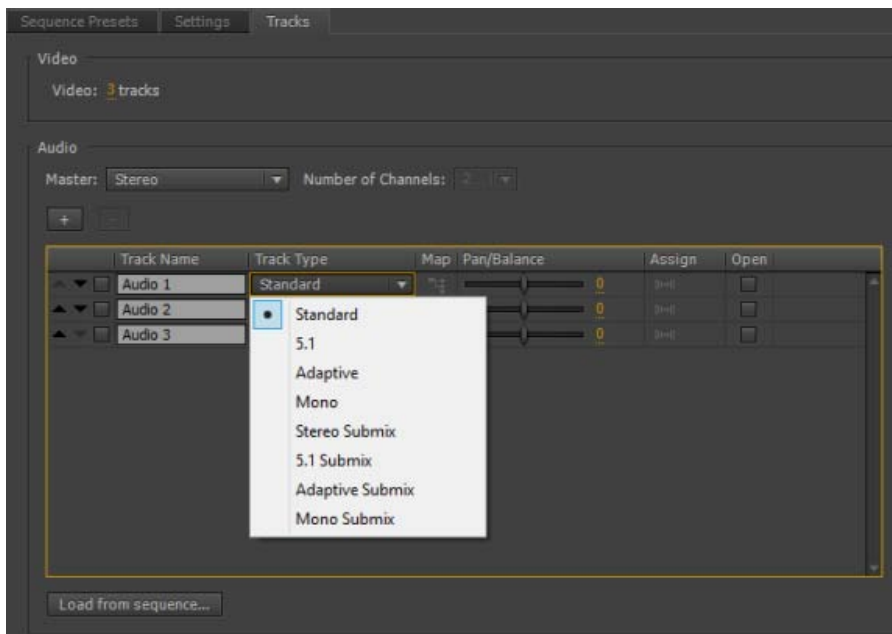 Sequence Presets Settings Tracks
Video
Video: 3 tracks
Audio
Master: Stereo Number of Channels: 2
+ -
Track Name Track Type Map Pan/Balance Assign Open
Audio 1 Standard 0
Audio 2 0
Audio 3 0
Standard
5.1
Adaptive
Mono
Stereo Submix
5.1 Submix
Adaptive Submix
Mono Submix
Load from sequence...